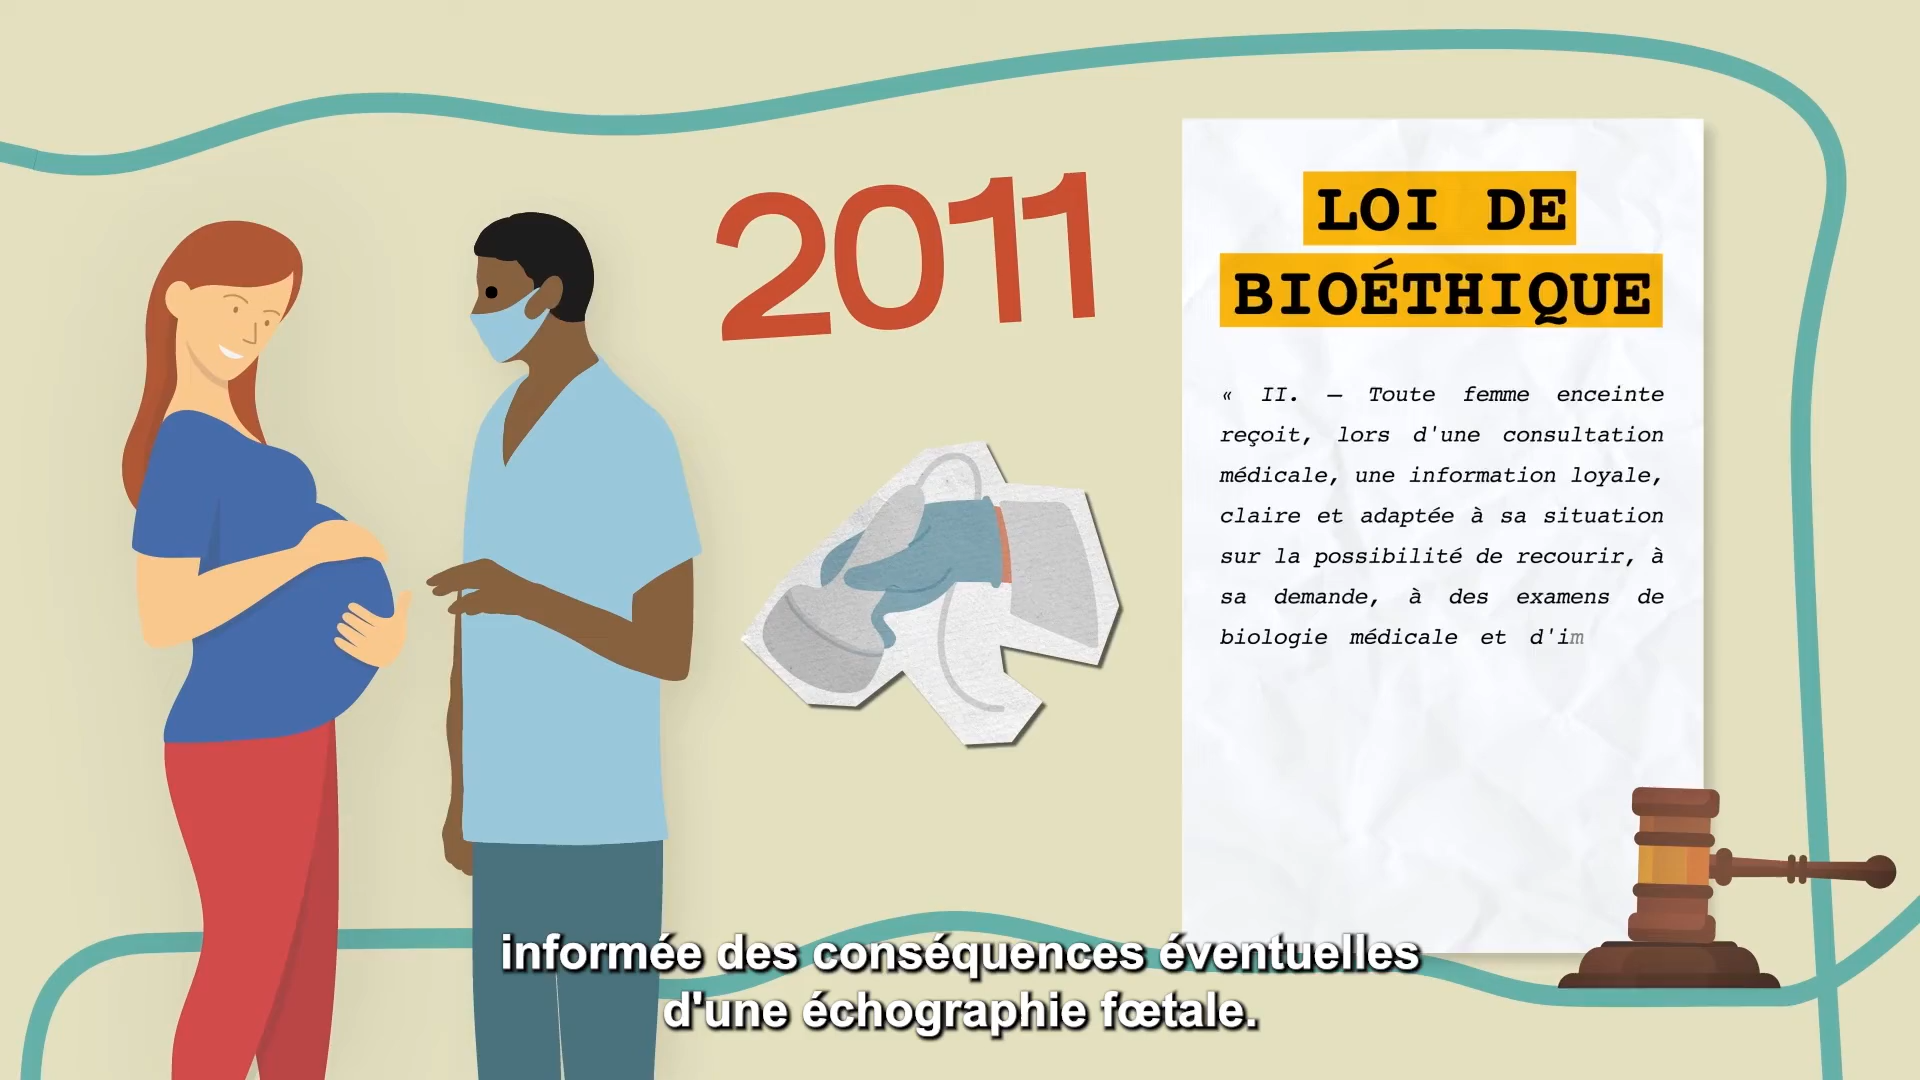 2011
LOI DE
BIOÉTHIQUE
« II. — Toute femme enceinte
reçoit, lors d'une consultation
médicale, une information loyale,
claire et adaptée à sa situation
sur la possibilité de recourir, à
sa demande, à des examens de
biologie médicale et d'im
informée des conséquences éventuelles
d'une échographie fœtale.